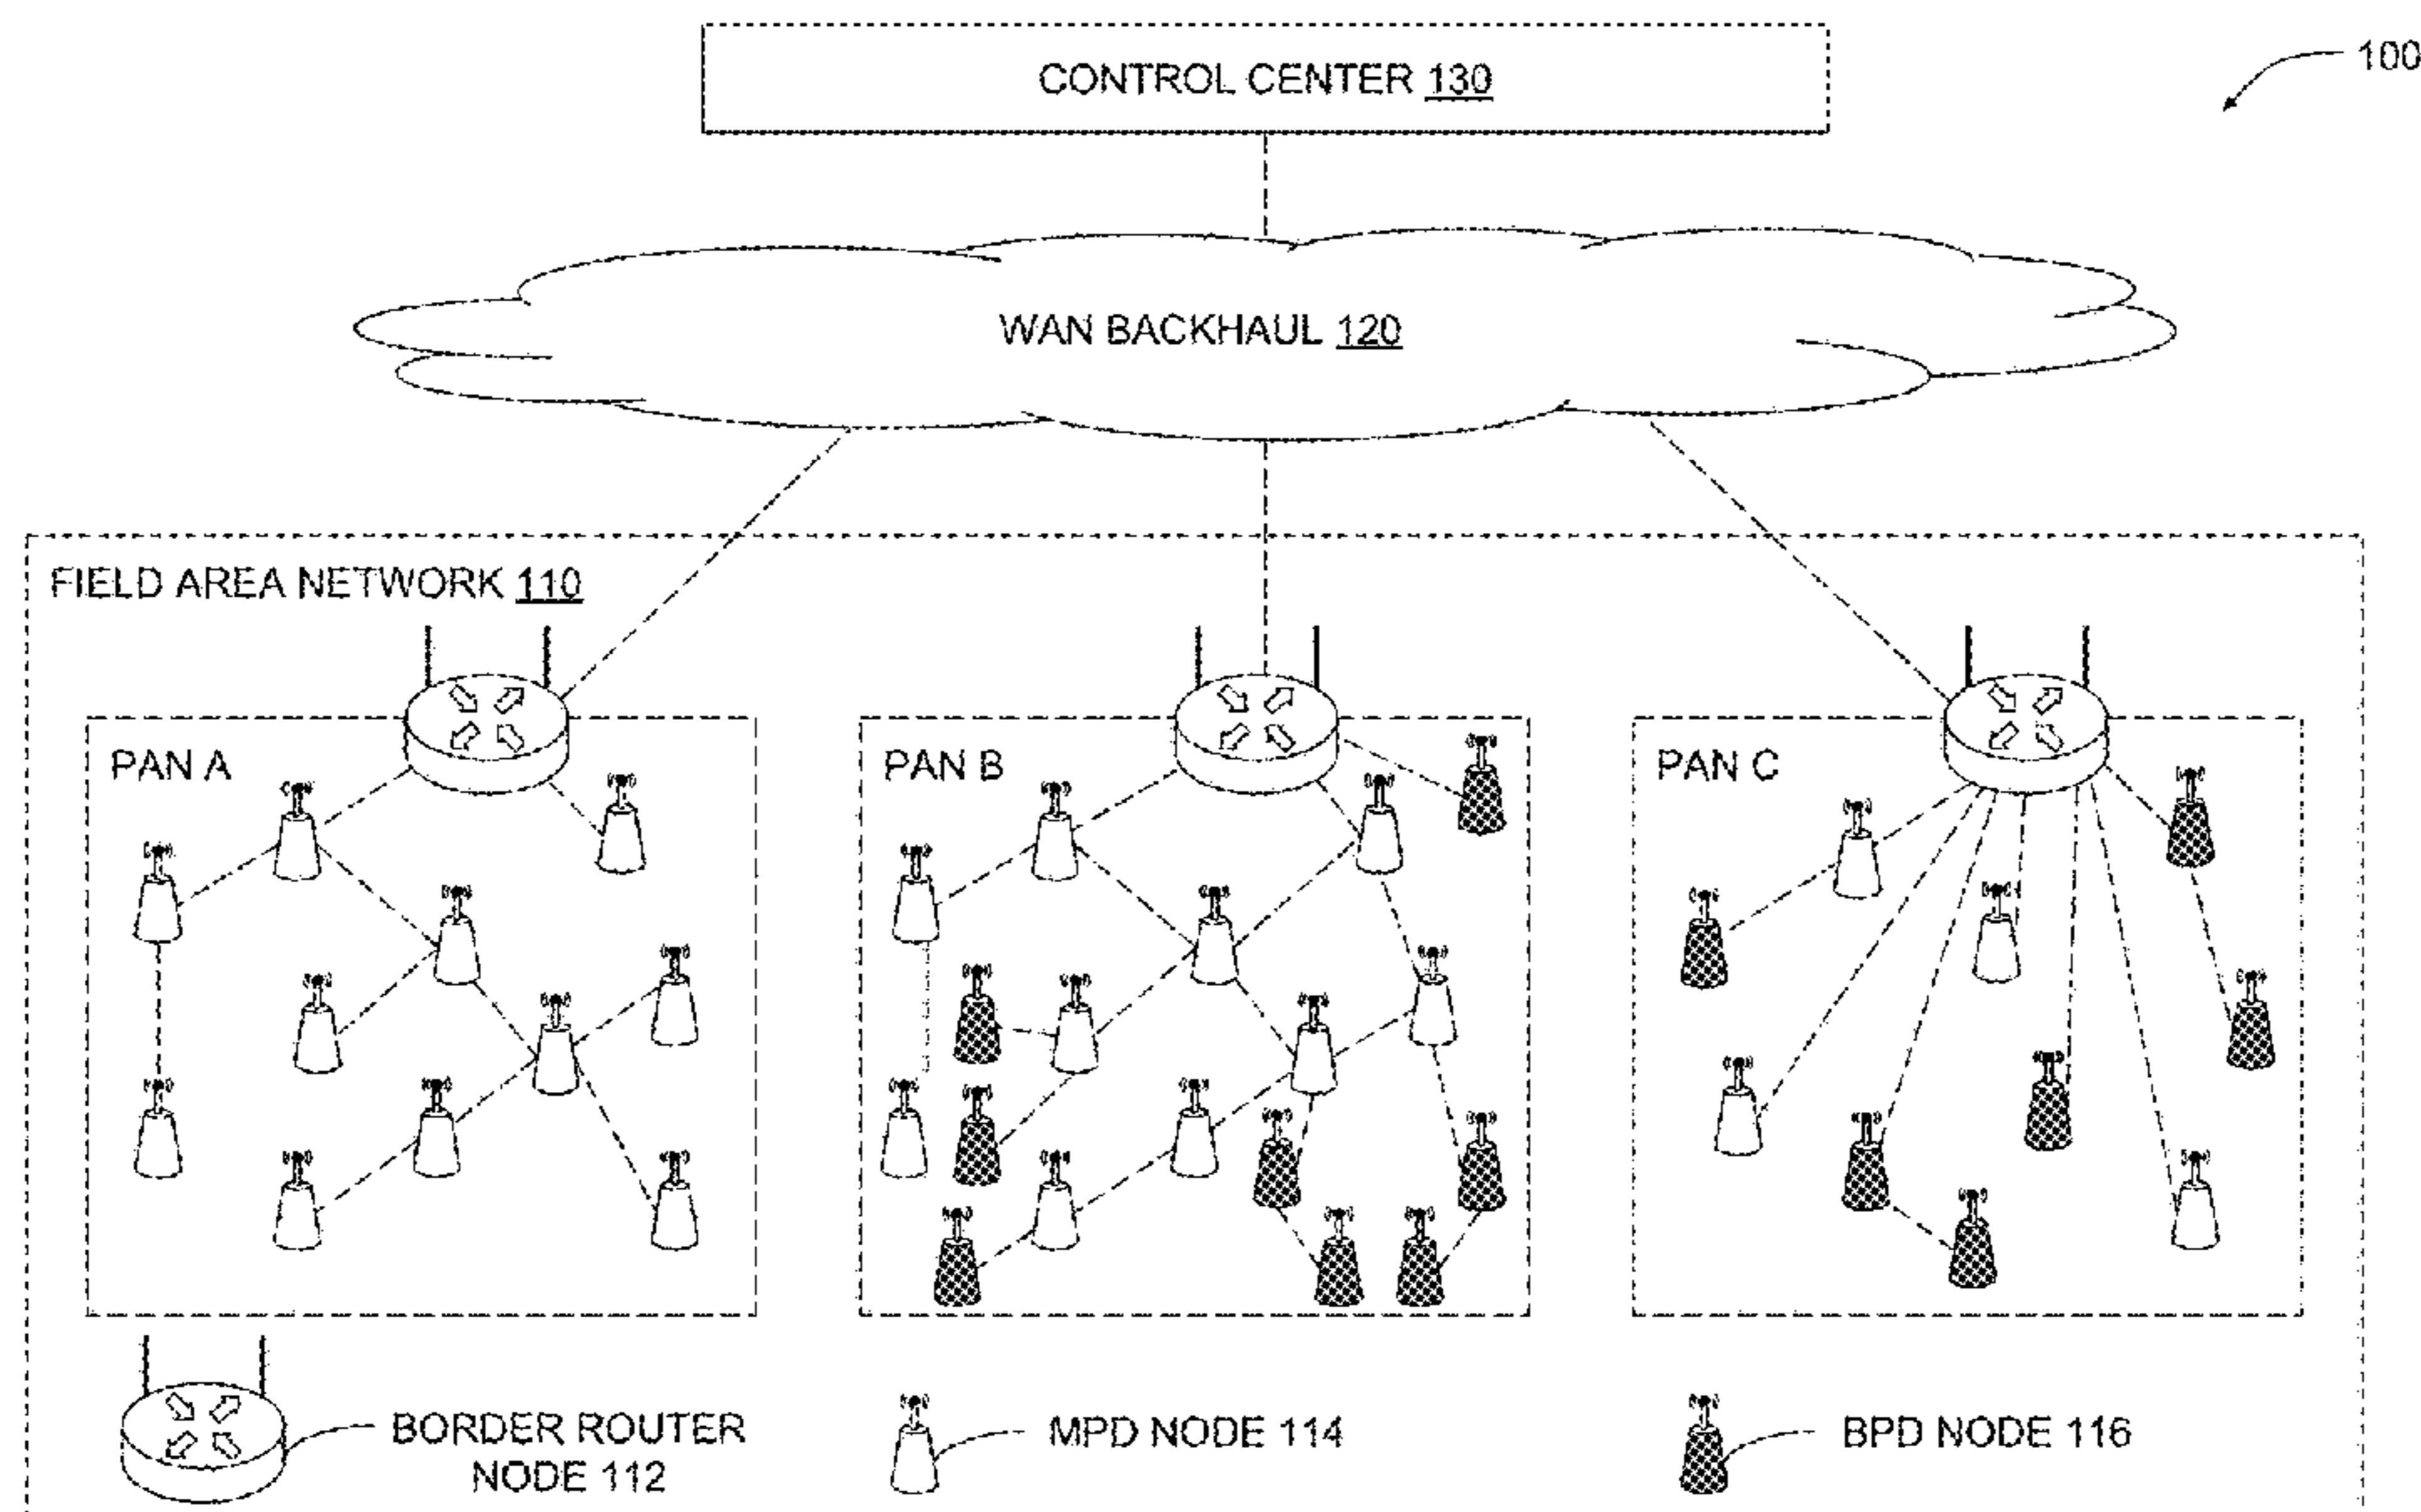 CONTROL CENTER 130
100
WAN BACKHAUL 120
FIELD AREA NETWORK 110
PAN A
PAN B
PAN C
BORDER ROUTER
NODE 112
MPD NODE 114
BPD NODE 116